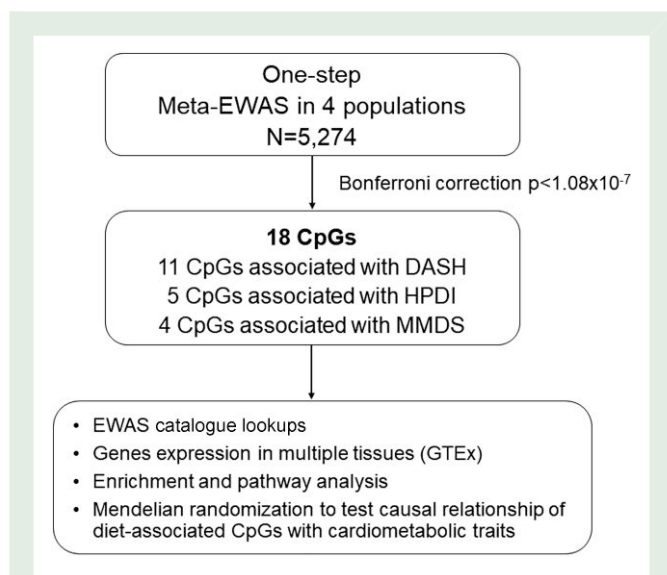 One-step
Meta-EWAS in 4 populations
N=5,274
Bonferroni correction p<1.08x10⁻⁷
18 CpGs
11 CpGs associated with DASH
5 CpGs associated with HPDI
4 CpGs associated with MMDS
• EWAS catalogue lookups
• Genes expression in multiple tissues (GTEx)
• Enrichment and pathway analysis
• Mendelian randomization to test causal relationship of
diet-associated CpGs with cardiometabolic traits